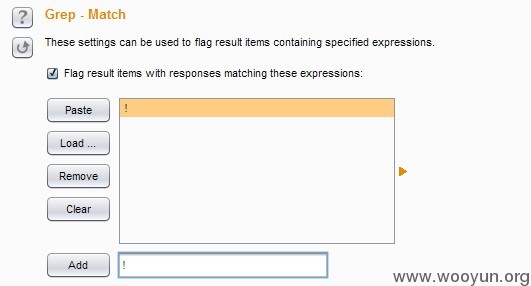 ?
Grep - Match
These settings can be used to flag result items containing specified expressions.
Flag result items with responses matching these expressions:
Paste
!
Load ...
Remove
Clear
Add
!
www.wooyun.org